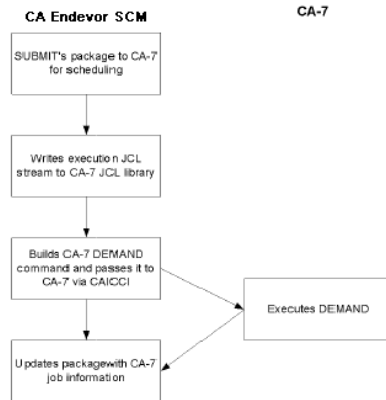 CA Endevor SCM
CA-7
SUBMIT's package to CA-7
for scheduling
Writes execution JCL
stream to CA-7 JCL library
Builds CA-7 DEMAND
command and passes it to
CA-7 via CAICCI
Executes DEMAND
Updates packagewith CA-7
job information